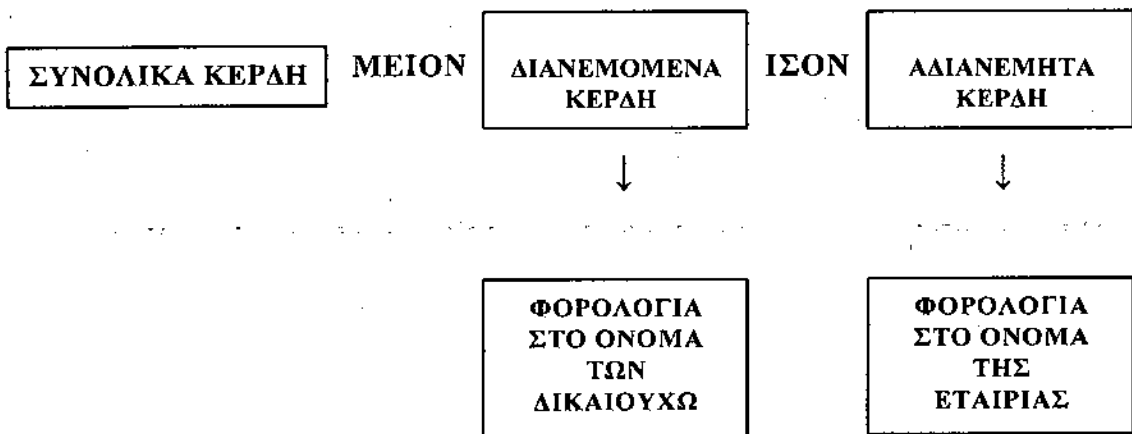 ΣΥΝΟΛΙΚΑ ΚΕΡΔΗ
ΜΕΙΟΝ
ΔΙΑΝΕΜΟΜΕΝΑ
ΚΕΡΔΗ
ΙΣΟΝ
ΑΔΙΑΝΕΜΗΤΑ
ΚΕΡΔΗ
↓
↓
ΦΟΡΟΛΟΓΙΑ
ΣΤΟ ΟΝΟΜΑ
ΤΩΝ
ΔΙΚΑΙΟΥΧΩ
ΦΟΡΟΛΟΓΙΑ
ΣΤΟ ΟΝΟΜΑ
ΤΗΣ
ΕΤΑΙΡΙΑΣ